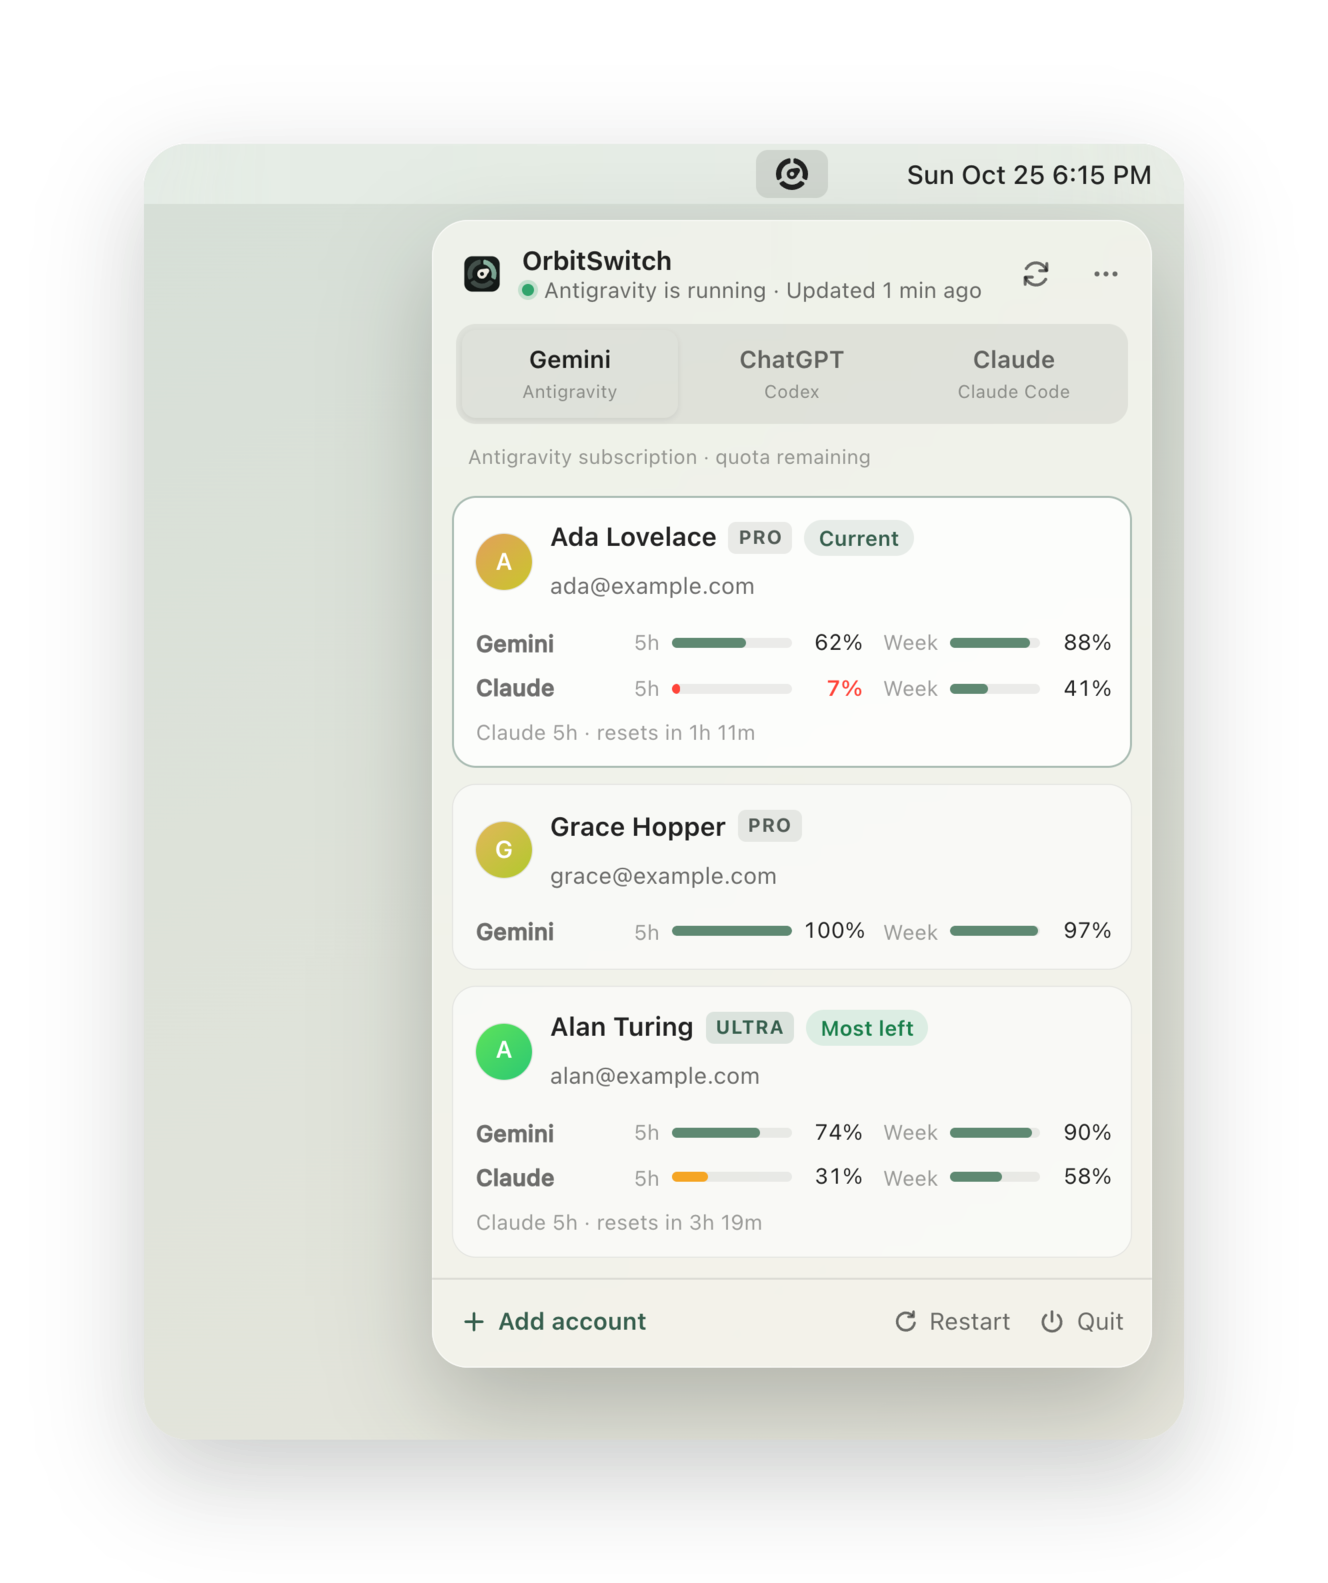 Sun Oct 25 6:15 PM
OrbitSwitch
Antigravity is running · Updated 1 min ago
Gemini ChatGPT Claude
Antigravity Codex Claude Code
Antigravity subscription · quota remaining
A Ada Lovelace PRO Current
ada@example.com
Gemini 5h 62% Week 88%
Claude 5h 7% Week 41%
Claude 5h · resets in 1h 11m
G Grace Hopper PRO
grace@example.com
Gemini 5h 100% Week 97%
A Alan Turing ULTRA Most left
alan@example.com
Gemini 5h 74% Week 90%
Claude 5h 31% Week 58%
Claude 5h · resets in 3h 19m
+ Add account Restart Quit